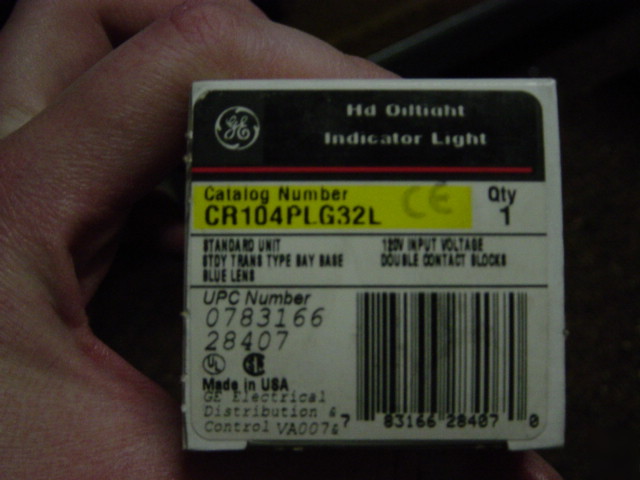 GE
Hd Oiltight
Indicator Light
Catalog Number
CR104PLG32L
CE
Qty
1
STANDARD UNIT
STDY TRANS TYPE BAY BASE
BLUE LENS
120V INPUT VOLTAGE
DOUBLE CONTACT BLOCKS
UPC Number
0783166
28407
UL
Made in USA
GE Electrical
Distribution &
Control VA007&
7 83166 28407 0